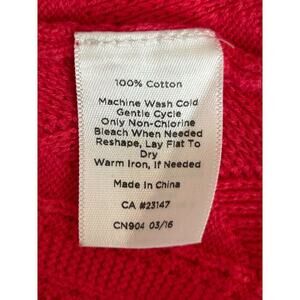 100% Cotton
Machine Wash Cold
Gentle Cycle
Only Non-Chlorine
Bleach When Needed
Reshape, Lay Flat To
Dry
Warm Iron, If Needed
Made In China
CA #23147
CN904 03/16